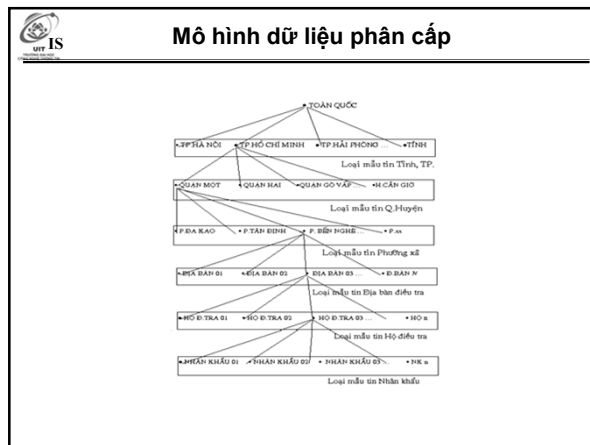 UIT IS
Mô hình dữ liệu phân cấp
TOÀN QUỐC
TP HÀ NỘI TP HỒ CHÍ MINH TP HẢI PHÒNG ... TỈNH
Loại mẫu tin Tỉnh, TP.
QUẬN MỘT QUẬN HAI QUẬN GÒ VẤP ... H.CẦN GIỜ
Loại mẫu tin Q.Huyện
P.ĐA KAO P.TÂN ĐỊNH P. BẾN NGHÉ ... P.xx
Loại mẫu tin Phường xã
ĐỊA BÀN 01 ĐỊA BÀN 02 ĐỊA BÀN 03 ... Đ.BÀN N
Loại mẫu tin Địa bàn điều tra
HỘ Đ.TRA 01 HỘ Đ.TRA 02 HỘ Đ.TRA 03 ... HỘ n
Loại mẫu tin Hộ điều tra
NHÂN KHẨU 01 NHÂN KHẨU 02 NHÂN KHẨU 03 ... NK n
Loại mẫu tin Nhân khẩu